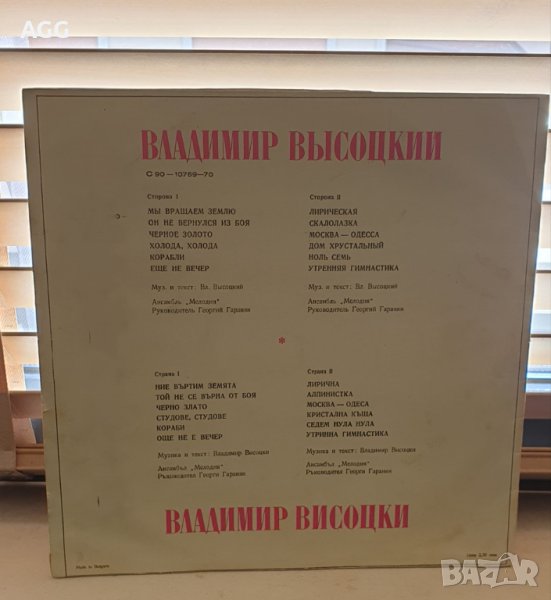 AGG
ВЛАДИМИР ВЫСОЦКИЙ
С 90—10769—70
Сторона I
МЫ ВРАЩАЕМ ЗЕМЛЮ
ОН НЕ ВЕРНУЛСЯ ИЗ БОЯ
ЧЕРНОЕ ЗОЛОТО
ХОЛОДА, ХОЛОДА
КОРАБЛИ
ЕЩЕ НЕ ВЕЧЕР
Муз. и текст: Вл. Высоцкий
Ансамбль „Мелодия"
Руководитель Георгий Гаранян
Сторона II
ЛИРИЧЕСКАЯ
СКАЛОЛАЗКА
МОСКВА — ОДЕССА
ДОМ ХРУСТАЛЬНЫЙ
НОЛЬ СЕМЬ
УТРЕННЯЯ ГИМНАСТИКА
Муз. и текст: Вл. Высоцкий
Ансамбль „Мелодия"
Руководитель Георгий Гаранян
*
Страна I
НИЕ ВЪРТИМ ЗЕМЯТА
ТОЙ НЕ СЕ ВЪРНА ОТ БОЯ
ЧЕРНО ЗЛАТО
СТУДОВЕ, СТУДОВЕ
КОРАБИ
ОЩЕ НЕ Е ВЕЧЕР
Музика и текст: Владимир Висоцки
Ансамбъл „Мелодия"
Ръководител Георги Гаранян
Страна II
ЛИРИЧНА
АЛПИНИСТКА
МОСКВА — ОДЕСА
КРИСТАЛНА КЪЩА
СЕДЕМ НУЛА НУЛА
УТРИННА ГИМНАСТИКА
Музика и текст: Владимир Висоцки
Ансамбъл „Мелодия"
Ръководител Георги Гаранян
ВЛАДИМИР ВИСОЦКИ
Made in Bulgaria
BAZAR